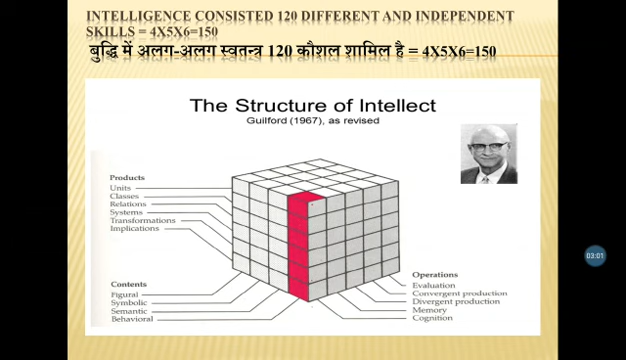 INTELLIGENCE CONSISTED 120 DIFFERENT AND INDEPENDENT
SKILLS = 4X5X6=150
बुद्धि में अलग-अलग स्वतन्त्र 120 कौशल शामिल है = 4X5X6=150
The Structure of Intellect
Guilford (1967), as revised
Products
Units
Classes
Relations
Systems
Transformations
Implications
Contents
Figural
Symbolic
Semantic
Behavioral
Operations
Evaluation
Convergent production
Divergent production
Memory
Cognition
03:01